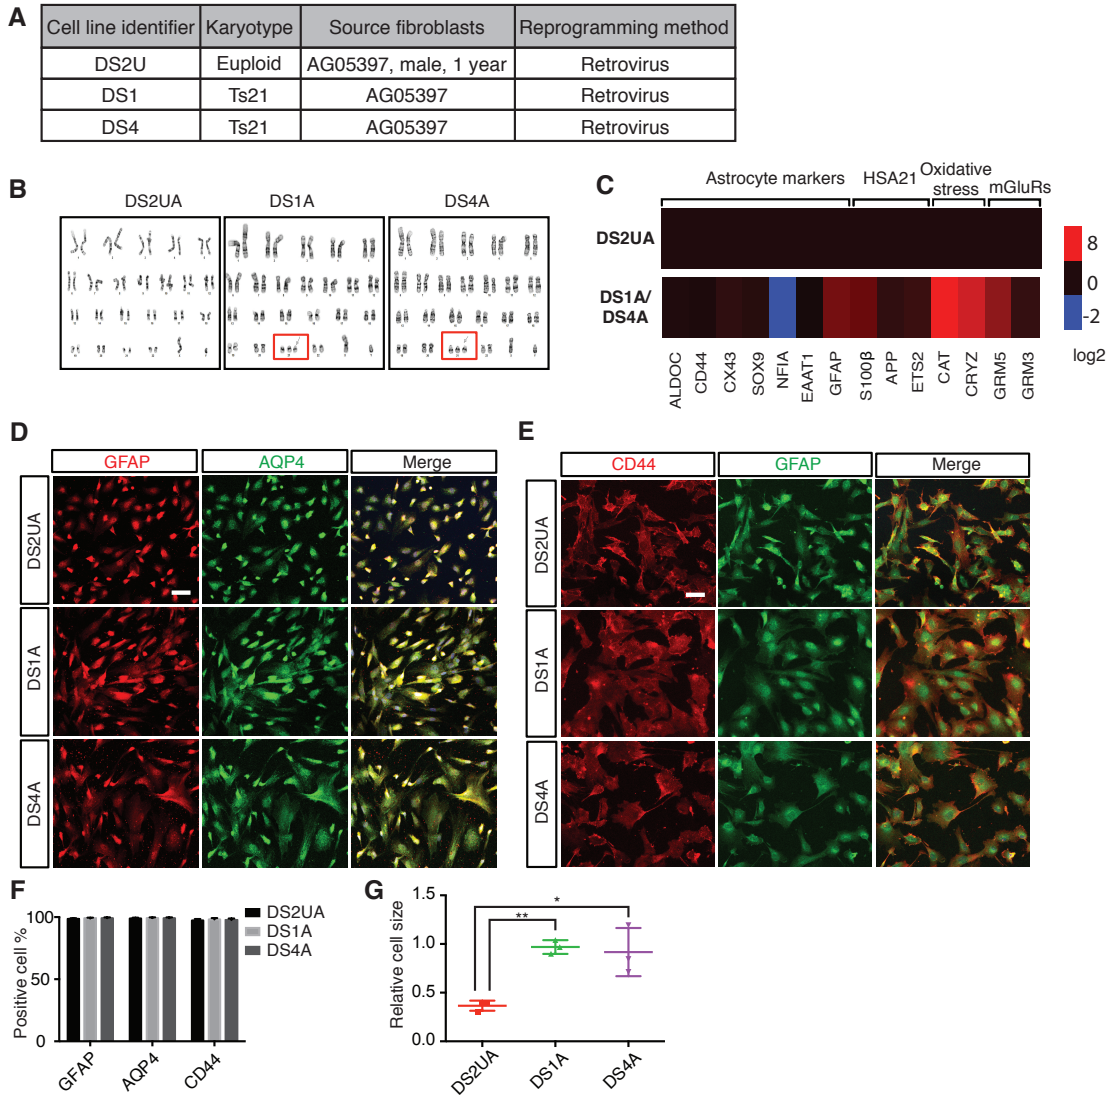 A
Cell line identifier Karyotype Source fibroblasts Reprogramming method
DS2U Euploid AG05397, male, 1 year Retrovirus
DS1 Ts21 AG05397 Retrovirus
DS4 Ts21 AG05397 Retrovirus
B
DS2UA DS1A DS4A
C
Astrocyte markers HSA21 Oxidative stress mGluRs
DS2UA
DS1A/
DS4A
ALDOC CD44 CX43 SOX9 NFIA EAAT1 GFAP S100β APP ETS2 CAT CRYZ GRM5 GRM3
8
0
-2
log2
D
GFAP AQP4 Merge
DS2UA
DS1A
DS4A
E
CD44 GFAP Merge
DS2UA
DS1A
DS4A
F
Positive cell %
100
50
0
GFAP AQP4 CD44
DS2UA
DS1A
DS4A
G
Relative cell size
1.5
1.0
0.5
0.0
*
**
DS2UA DS1A DS4A